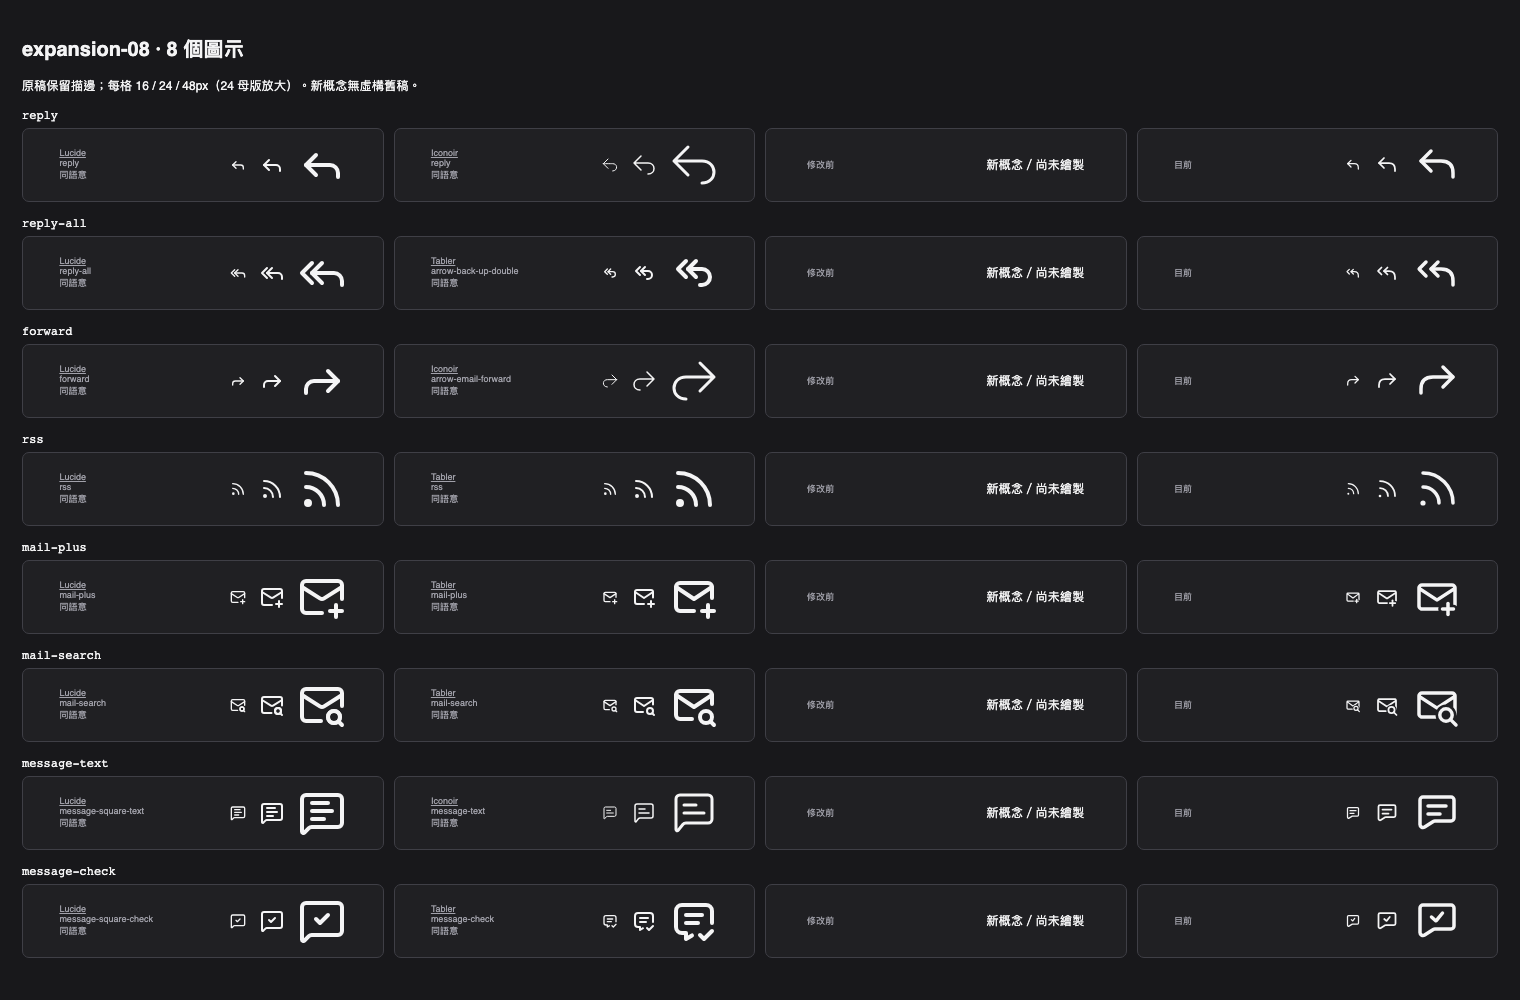 expansion-08 · 8 個圖示
原稿保留描邊；每格 16 / 24 / 48px（24 母版放大）。新概念無虛構舊稿。
reply
Lucide
reply
同語意
Iconoir
reply
同語意
修改前
新概念 / 尚未繪製
目前
reply-all
Lucide
reply-all
同語意
Tabler
arrow-back-up-double
同語意
修改前
新概念 / 尚未繪製
目前
forward
Lucide
forward
同語意
Iconoir
arrow-email-forward
同語意
修改前
新概念 / 尚未繪製
目前
rss
Lucide
rss
同語意
Tabler
rss
同語意
修改前
新概念 / 尚未繪製
目前
mail-plus
Lucide
mail-plus
同語意
Tabler
mail-plus
同語意
修改前
新概念 / 尚未繪製
目前
mail-search
Lucide
mail-search
同語意
Tabler
mail-search
同語意
修改前
新概念 / 尚未繪製
目前
message-text
Lucide
message-square-text
同語意
Iconoir
message-text
同語意
修改前
新概念 / 尚未繪製
目前
message-check
Lucide
message-square-check
同語意
Tabler
message-check
同語意
修改前
新概念 / 尚未繪製
目前